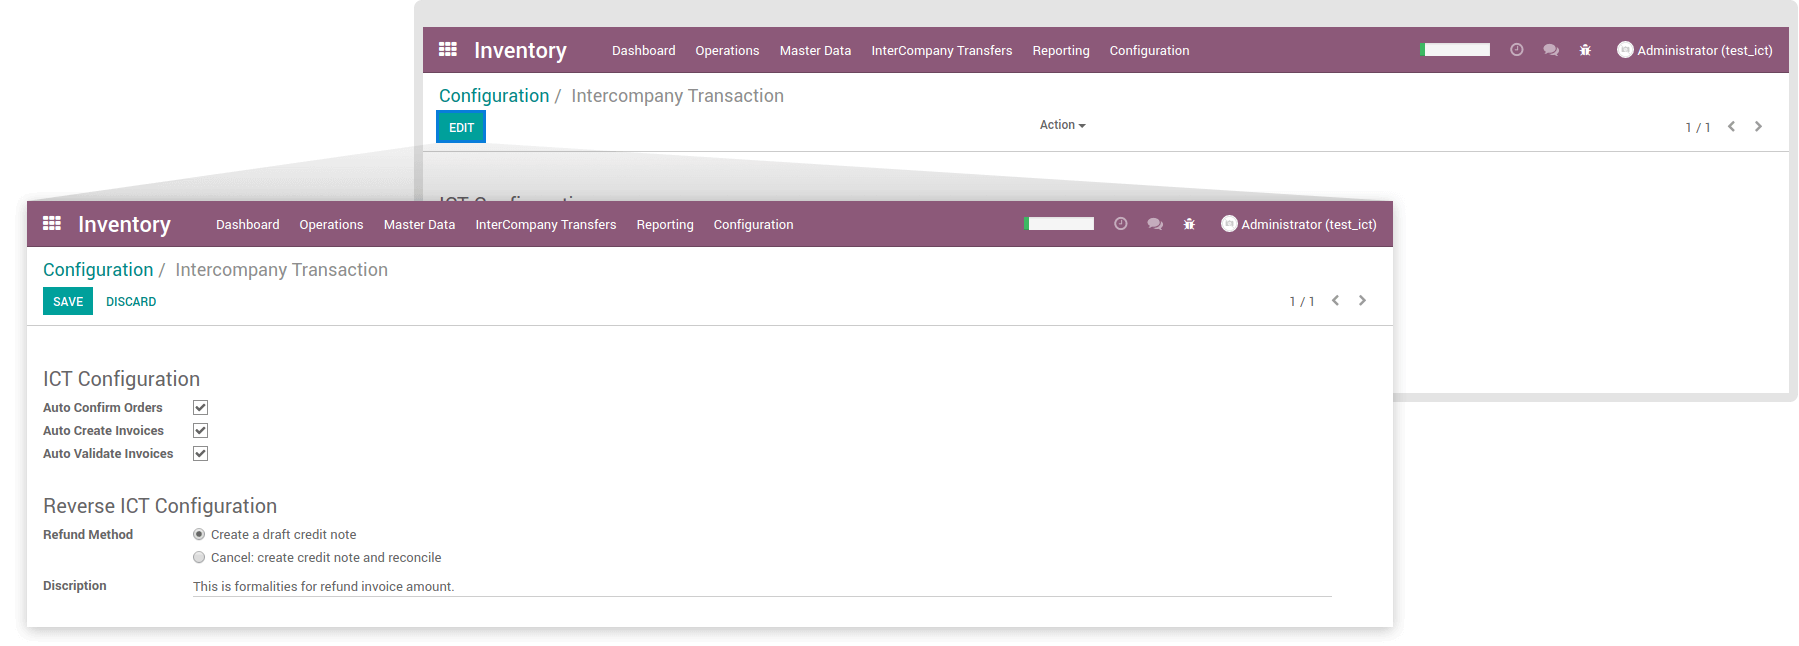 Inventory Dashboard Operations Master Data InterCompany Transfers Reporting Configuration Administrator (test_ict)
Configuration / Intercompany Transaction
EDIT Action 1 / 1
ICT Configuration
Inventory Dashboard Operations Master Data InterCompany Transfers Reporting Configuration Administrator (test_ict)
Configuration / Intercompany Transaction
SAVE DISCARD 1 / 1
ICT Configuration
Auto Confirm Orders
Auto Create Invoices
Auto Validate Invoices
Reverse ICT Configuration
Refund Method Create a draft credit note
Cancel: create credit note and reconcile
Discription This is formalities for refund invoice amount.